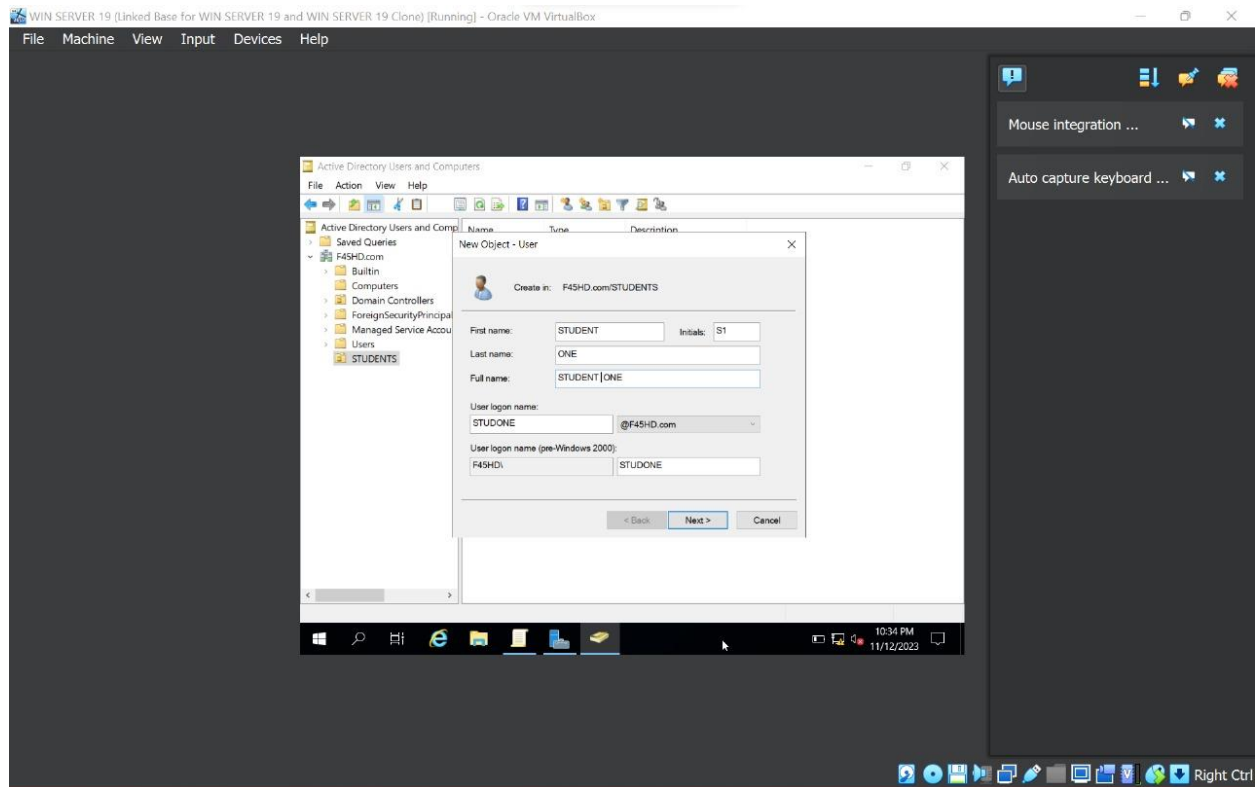 WIN SERVER 19 (Linked Base for WIN SERVER 19 and WIN SERVER 19 Clone) [Running] - Oracle VM VirtualBox
File Machine View Input Devices Help
Mouse integration ...
Auto capture keyboard ...
Active Directory Users and Computers
File Action View Help
Active Directory Users and Comp
Name Type Description
Saved Queries
F45HD.com
Builtin
Computers
Domain Controllers
ForeignSecurityPrincipal
Managed Service Accou
Users
STUDENTS
New Object - User
Create in: F45HD.com/STUDENTS
First name: STUDENT Initials: S1
Last name: ONE
Full name: STUDENT ONE
User logon name:
STUDONE @F45HD.com
User logon name (pre-Windows 2000):
F45HD\ STUDONE
< Back Next > Cancel
10:34 PM
11/12/2023
Right Ctrl